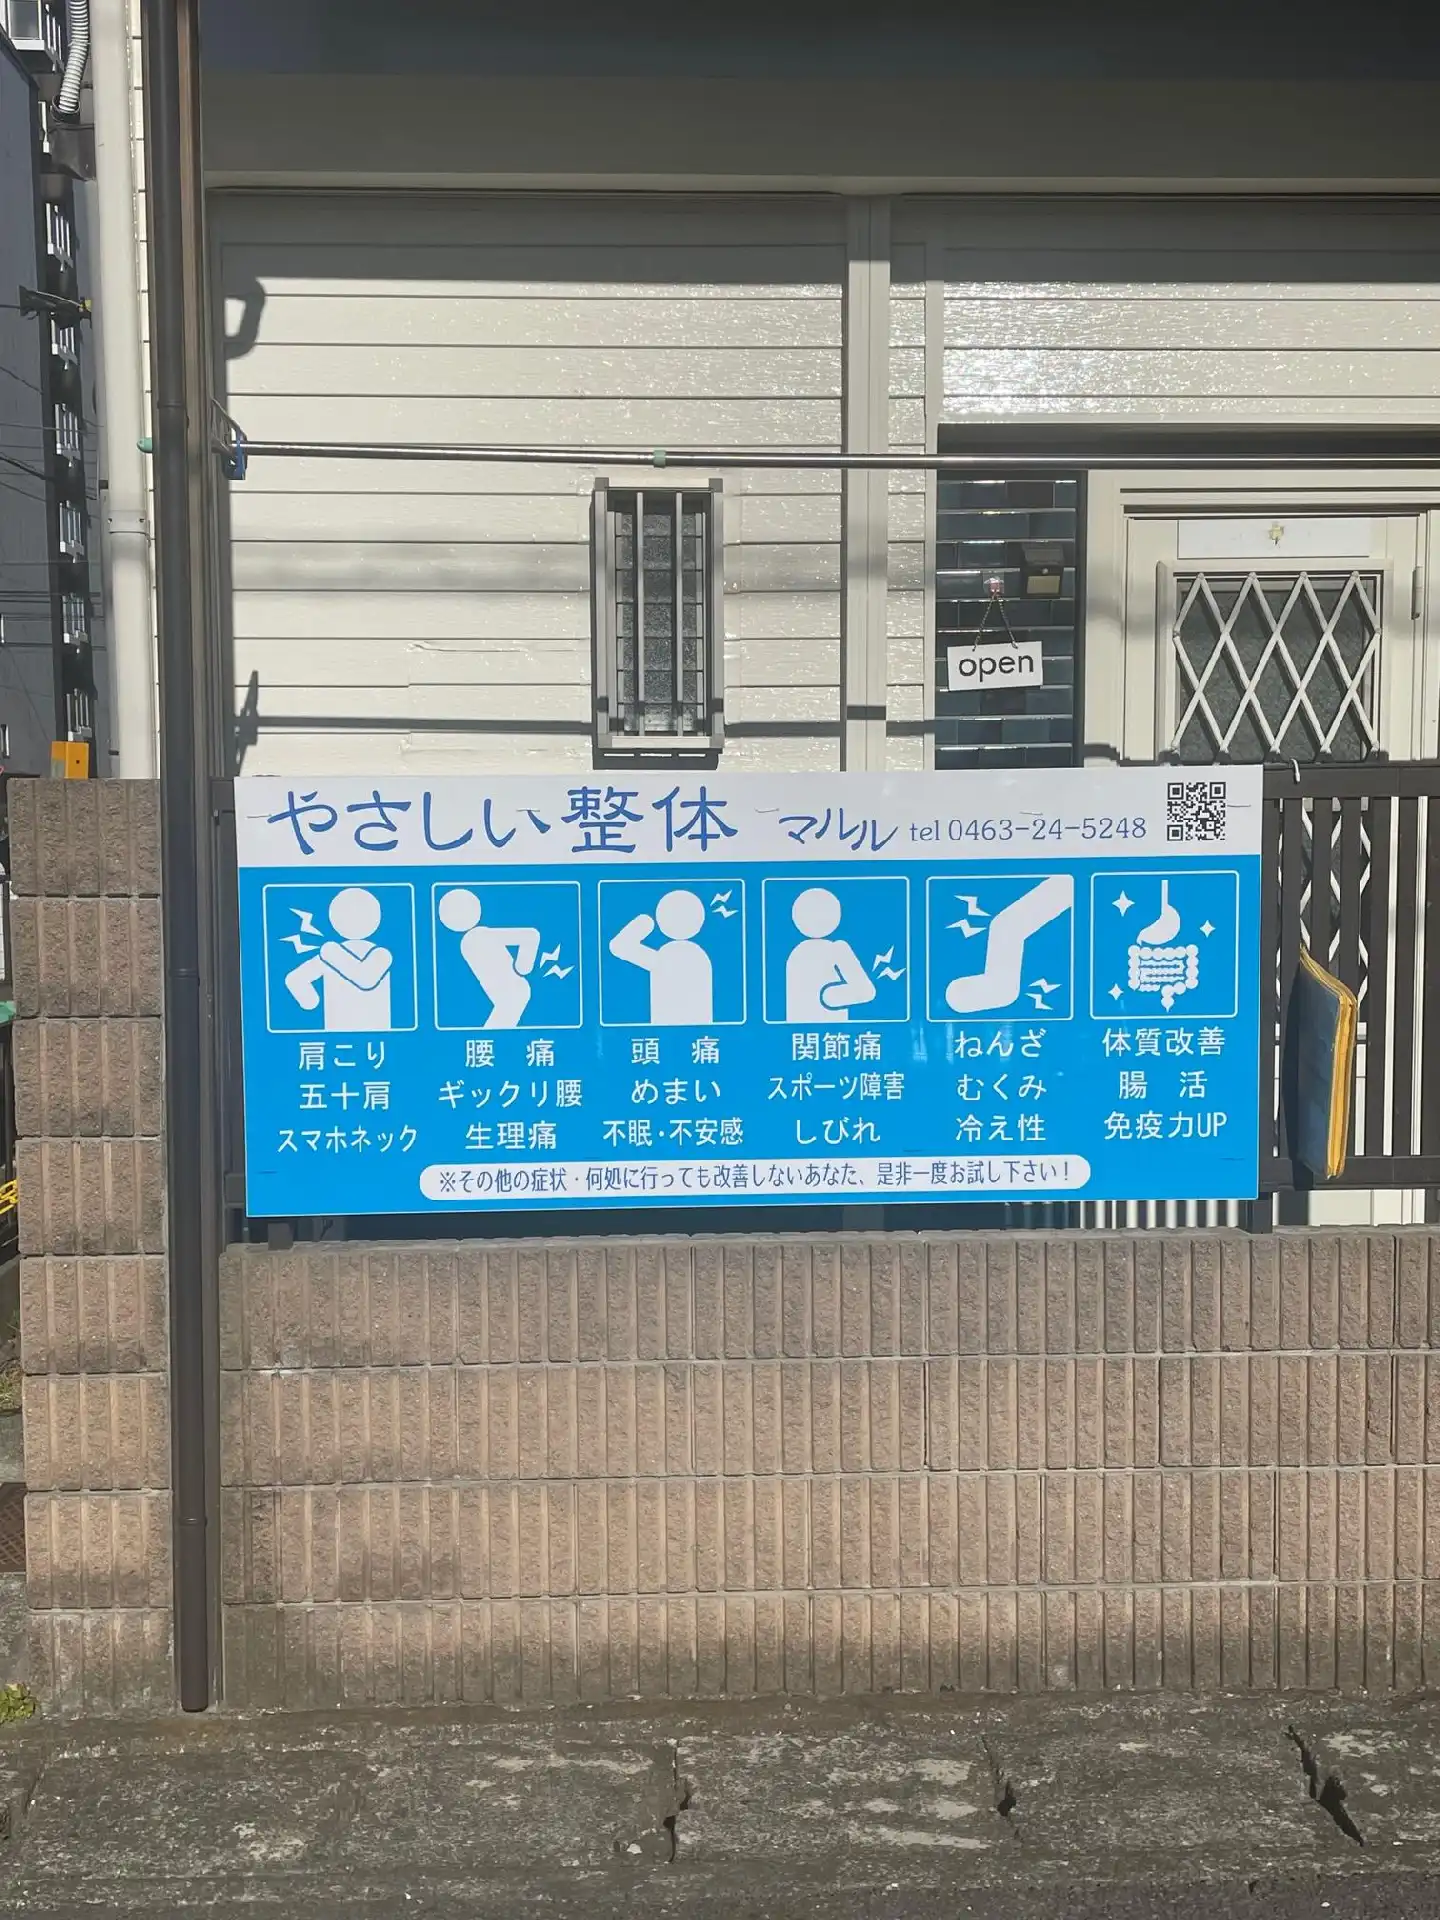 open
やさしい整体 マルル tel 0463-24-5248
肩こり 腰痛 頭痛 関節痛 ねんざ 体質改善
五十肩 ギックリ腰 めまい スポーツ障害 むくみ 腸活
スマホネック 生理痛 不眠・不安感 しびれ 冷え性 免疫力UP
※その他の症状・何処に行っても改善しないあなた、是非一度お試し下さい！